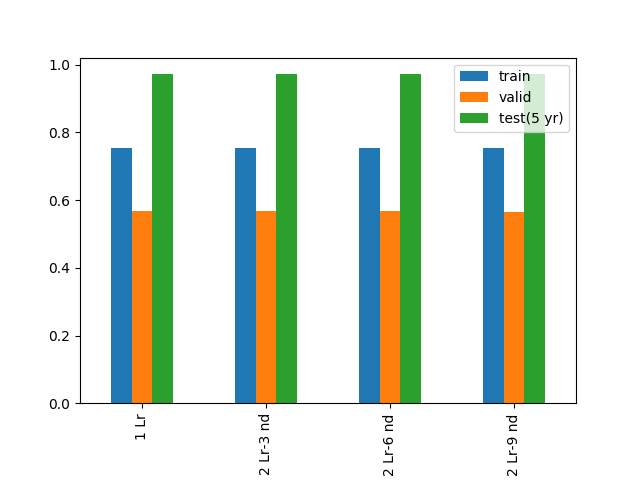 1.0
0.8
0.6
0.4
0.2
0.0
train
valid
test(5 yr)
1 Lr
2 Lr-3 nd
2 Lr-6 nd
2 Lr-9 nd